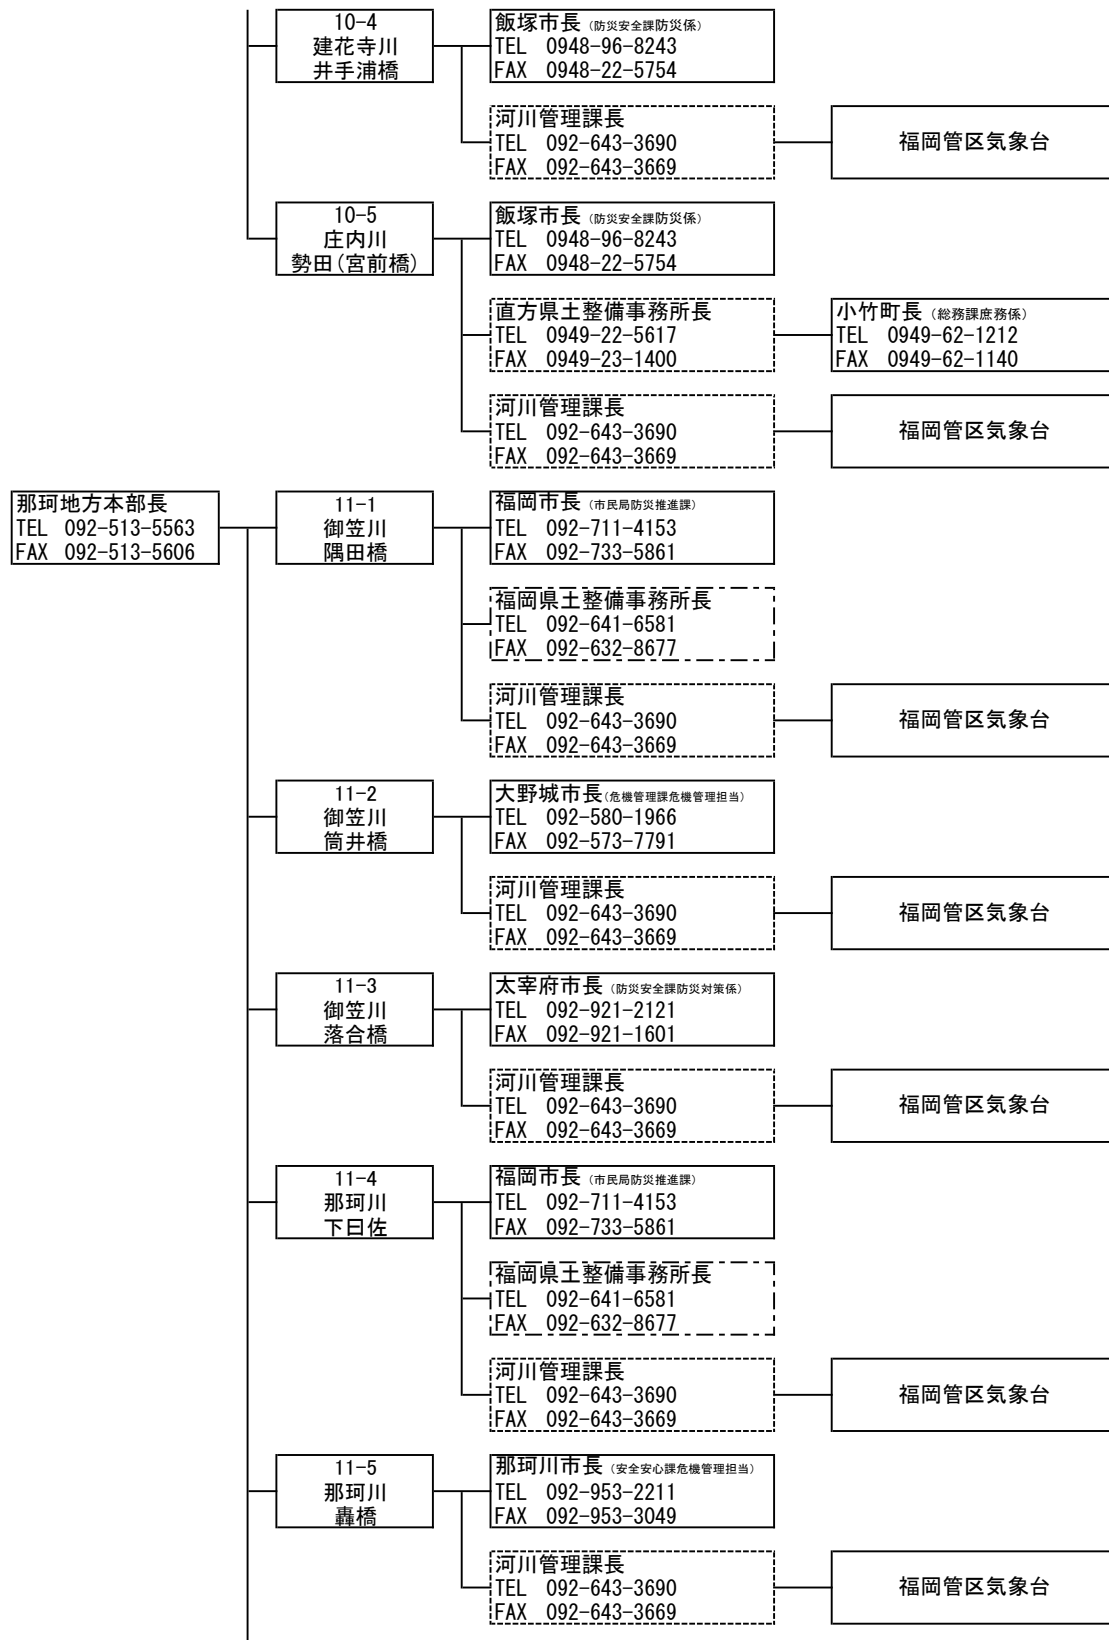 10-4
建花寺川
井手浦橋
飯塚市長 (防災安全課防災係)
TEL 0948-96-8243
FAX 0948-22-5754
河川管理課長
TEL 092-643-3690
FAX 092-643-3669
福岡管区気象台
10-5
庄内川
勢田(宮前橋)
飯塚市長 (防災安全課防災係)
TEL 0948-96-8243
FAX 0948-22-5754
直方県土整備事務所長
TEL 0949-22-5617
FAX 0949-23-1400
小竹町長 (総務課庶務係)
TEL 0949-62-1212
FAX 0949-62-1140
河川管理課長
TEL 092-643-3690
FAX 092-643-3669
福岡管区気象台
那珂地方本部長
TEL 092-513-5563
FAX 092-513-5606
11-1
御笠川
隅田橋
福岡市長 (市民局防災推進課)
TEL 092-711-4153
FAX 092-733-5861
福岡県土整備事務所長
TEL 092-641-6581
FAX 092-632-8677
河川管理課長
TEL 092-643-3690
FAX 092-643-3669
福岡管区気象台
11-2
御笠川
筒井橋
大野城市長(危機管理課危機管理担当)
TEL 092-580-1966
FAX 092-573-7791
河川管理課長
TEL 092-643-3690
FAX 092-643-3669
福岡管区気象台
11-3
御笠川
落合橋
太宰府市長 (防災安全課防災対策係)
TEL 092-921-2121
FAX 092-921-1601
河川管理課長
TEL 092-643-3690
FAX 092-643-3669
福岡管区気象台
11-4
那珂川
下曰佐
福岡市長 (市民局防災推進課)
TEL 092-711-4153
FAX 092-733-5861
福岡県土整備事務所長
TEL 092-641-6581
FAX 092-632-8677
河川管理課長
TEL 092-643-3690
FAX 092-643-3669
福岡管区気象台
11-5
那珂川
轟橋
那珂川市長 (安全安心課危機管理担当)
TEL 092-953-2211
FAX 092-953-3049
河川管理課長
TEL 092-643-3690
FAX 092-643-3669
福岡管区気象台